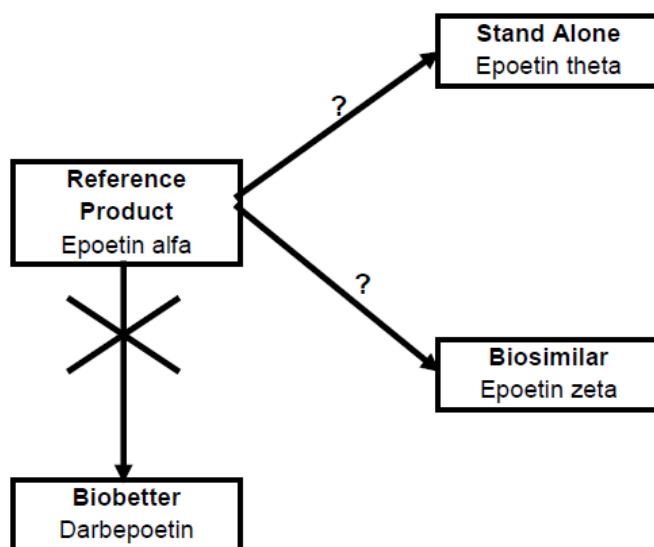 Stand Alone
Epoetin theta
?
Reference
Product
Epoetin alfa
?
Biosimilar
Epoetin zeta
Biobetter
Darbepoetin